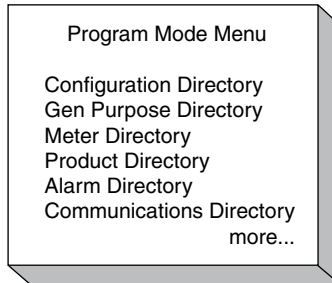 Program Mode Menu
Configuration Directory
Gen Purpose Directory
Meter Directory
Product Directory
Alarm Directory
Communications Directory
more...